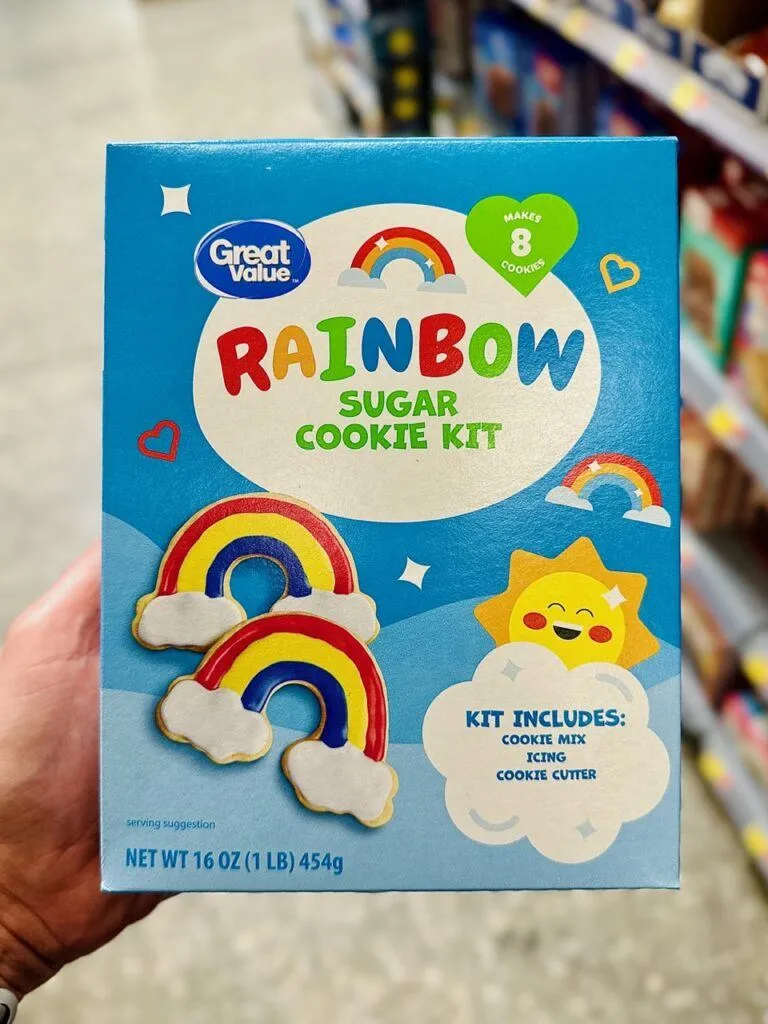 Great
Value™
MAKES
8
COOKIES
RAINBOW
SUGAR
COOKIE KIT
KIT INCLUDES:
COOKIE MIX
ICING
COOKIE CUTTER
serving suggestion
NET WT 16 OZ (1 LB) 454g